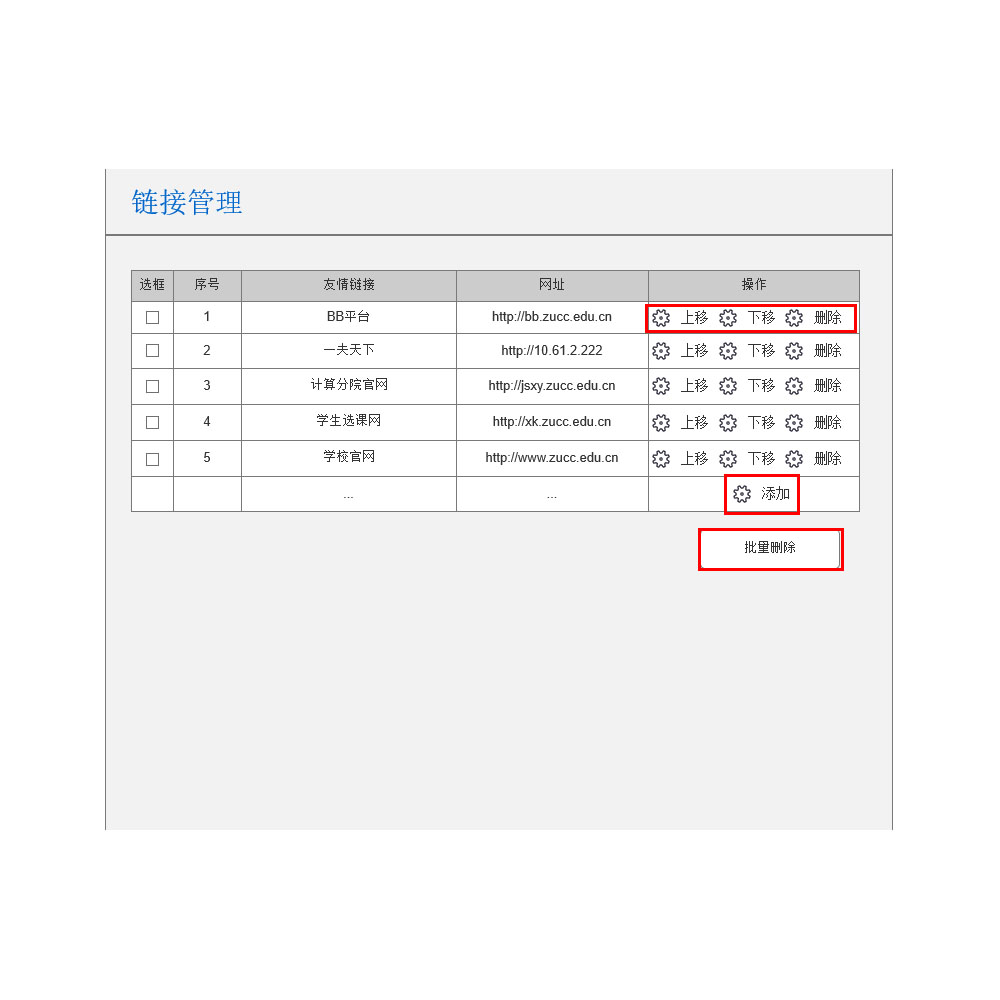 链接管理
选框 序号 友情链接 网址 操作
1 BB平台 http://bb.zucc.edu.cn 上移 下移 删除
2 一夫天下 http://10.61.2.222 上移 下移 删除
3 计算分院官网 http://jsxy.zucc.edu.cn 上移 下移 删除
4 学生选课网 http://xk.zucc.edu.cn 上移 下移 删除
5 学校官网 http://www.zucc.edu.cn 上移 下移 删除
... ... 添加
批量删除